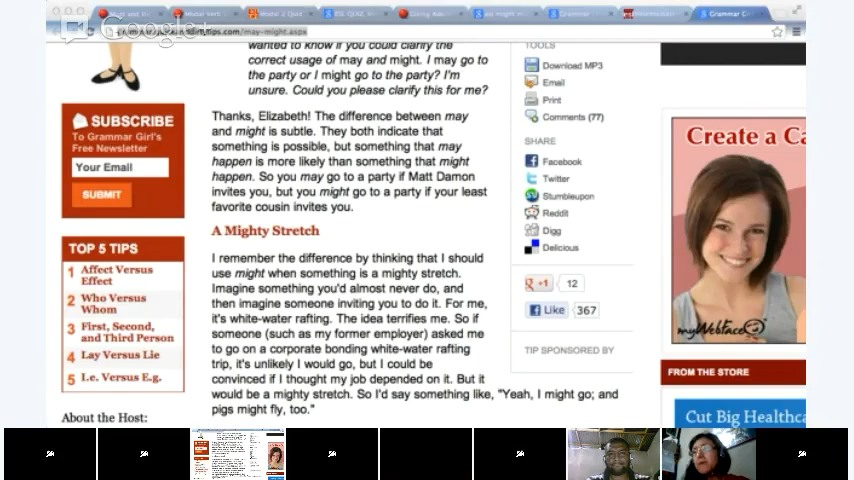 Google+
tips.com/may-might.aspx
wanted to know if you could clarify the
correct usage of may and might. I may go to
the party or I might go to the party? I'm
unsure. Could you please clarify this for me?
SUBSCRIBE
To Grammar Girl's
Free Newsletter
Your Email
SUBMIT
Thanks, Elizabeth! The difference between may
and might is subtle. They both indicate that
something is possible, but something that may
happen is more likely than something that might
happen. So you may go to a party if Matt Damon
invites you, but you might go to a party if your least
favorite cousin invites you.
A Mighty Stretch
I remember the difference by thinking that I should
use might when something is a mighty stretch.
Imagine something you'd almost never do, and
then imagine someone inviting you to do it. For me,
it's white-water rafting. The idea terrifies me. So if
someone (such as my former employer) asked me
to go on a corporate bonding white-water rafting
trip, it's unlikely I would go, but I could be
convinced if I thought my job depended on it. But it
would be a mighty stretch. So I'd say something like, "Yeah, I might go; and
pigs might fly, too."
TOP 5 TIPS
1 Affect Versus
Effect
2 Who Versus
Whom
3 First, Second,
and Third Person
4 Lay Versus Lie
5 I.e. Versus E.g.
About the Host:
TOOLS
Download MP3
Email
Print
Comments (77)
SHARE
Facebook
Twitter
Stumbleupon
Reddit
Digg
Delicious
+1 12
Like 367
TIP SPONSORED BY
Create a Ca
myWebface
FROM THE STORE
Cut Big Healthca